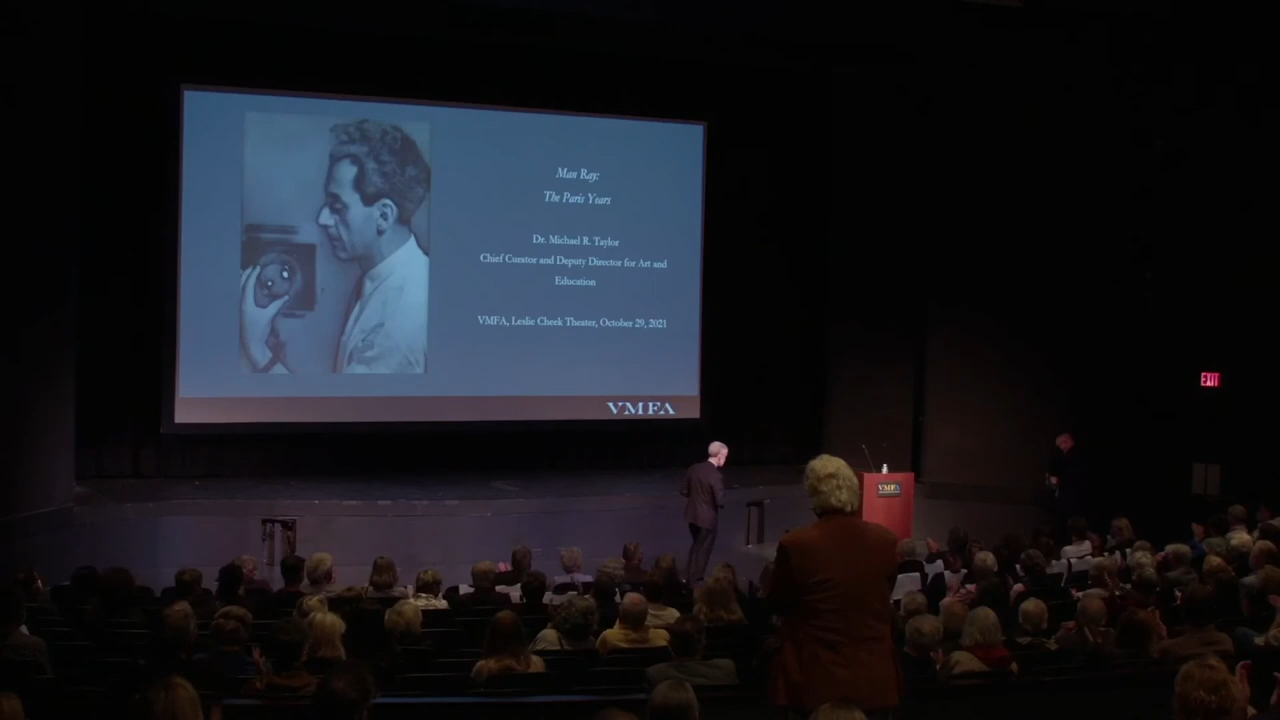 Man Ray:
The Paris Years
Dr. Michael R. Taylor
Chief Curator and Deputy Director for Art and
Education
VMFA, Leslie Cheek Theater, October 29, 2021
VMFA
EXIT
VMFA